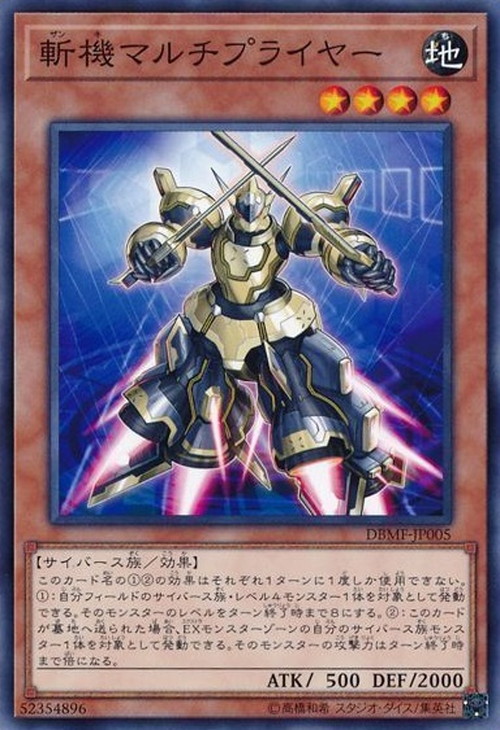 斬機マルチプライヤー
地
DBMF-JP005
【サイバース族/効果】
このカード名の①②の効果はそれぞれ1ターンに1度しか使用できない。
①:自分フィールドのサイバース族・レベル4モンスター1体を対象として発動
できる。そのモンスターのレベルをターン終了時まで8にする。②:このカード
が墓地へ送られた場合、EXモンスターゾーンの自分のサイバース族モンス
ター1体を対象として発動できる。そのモンスターの攻撃力はターン終了時
まで倍になる。
ATK/ 500 DEF/2000
52354896
©高橋和希 スタジオ・ダイス/集英社